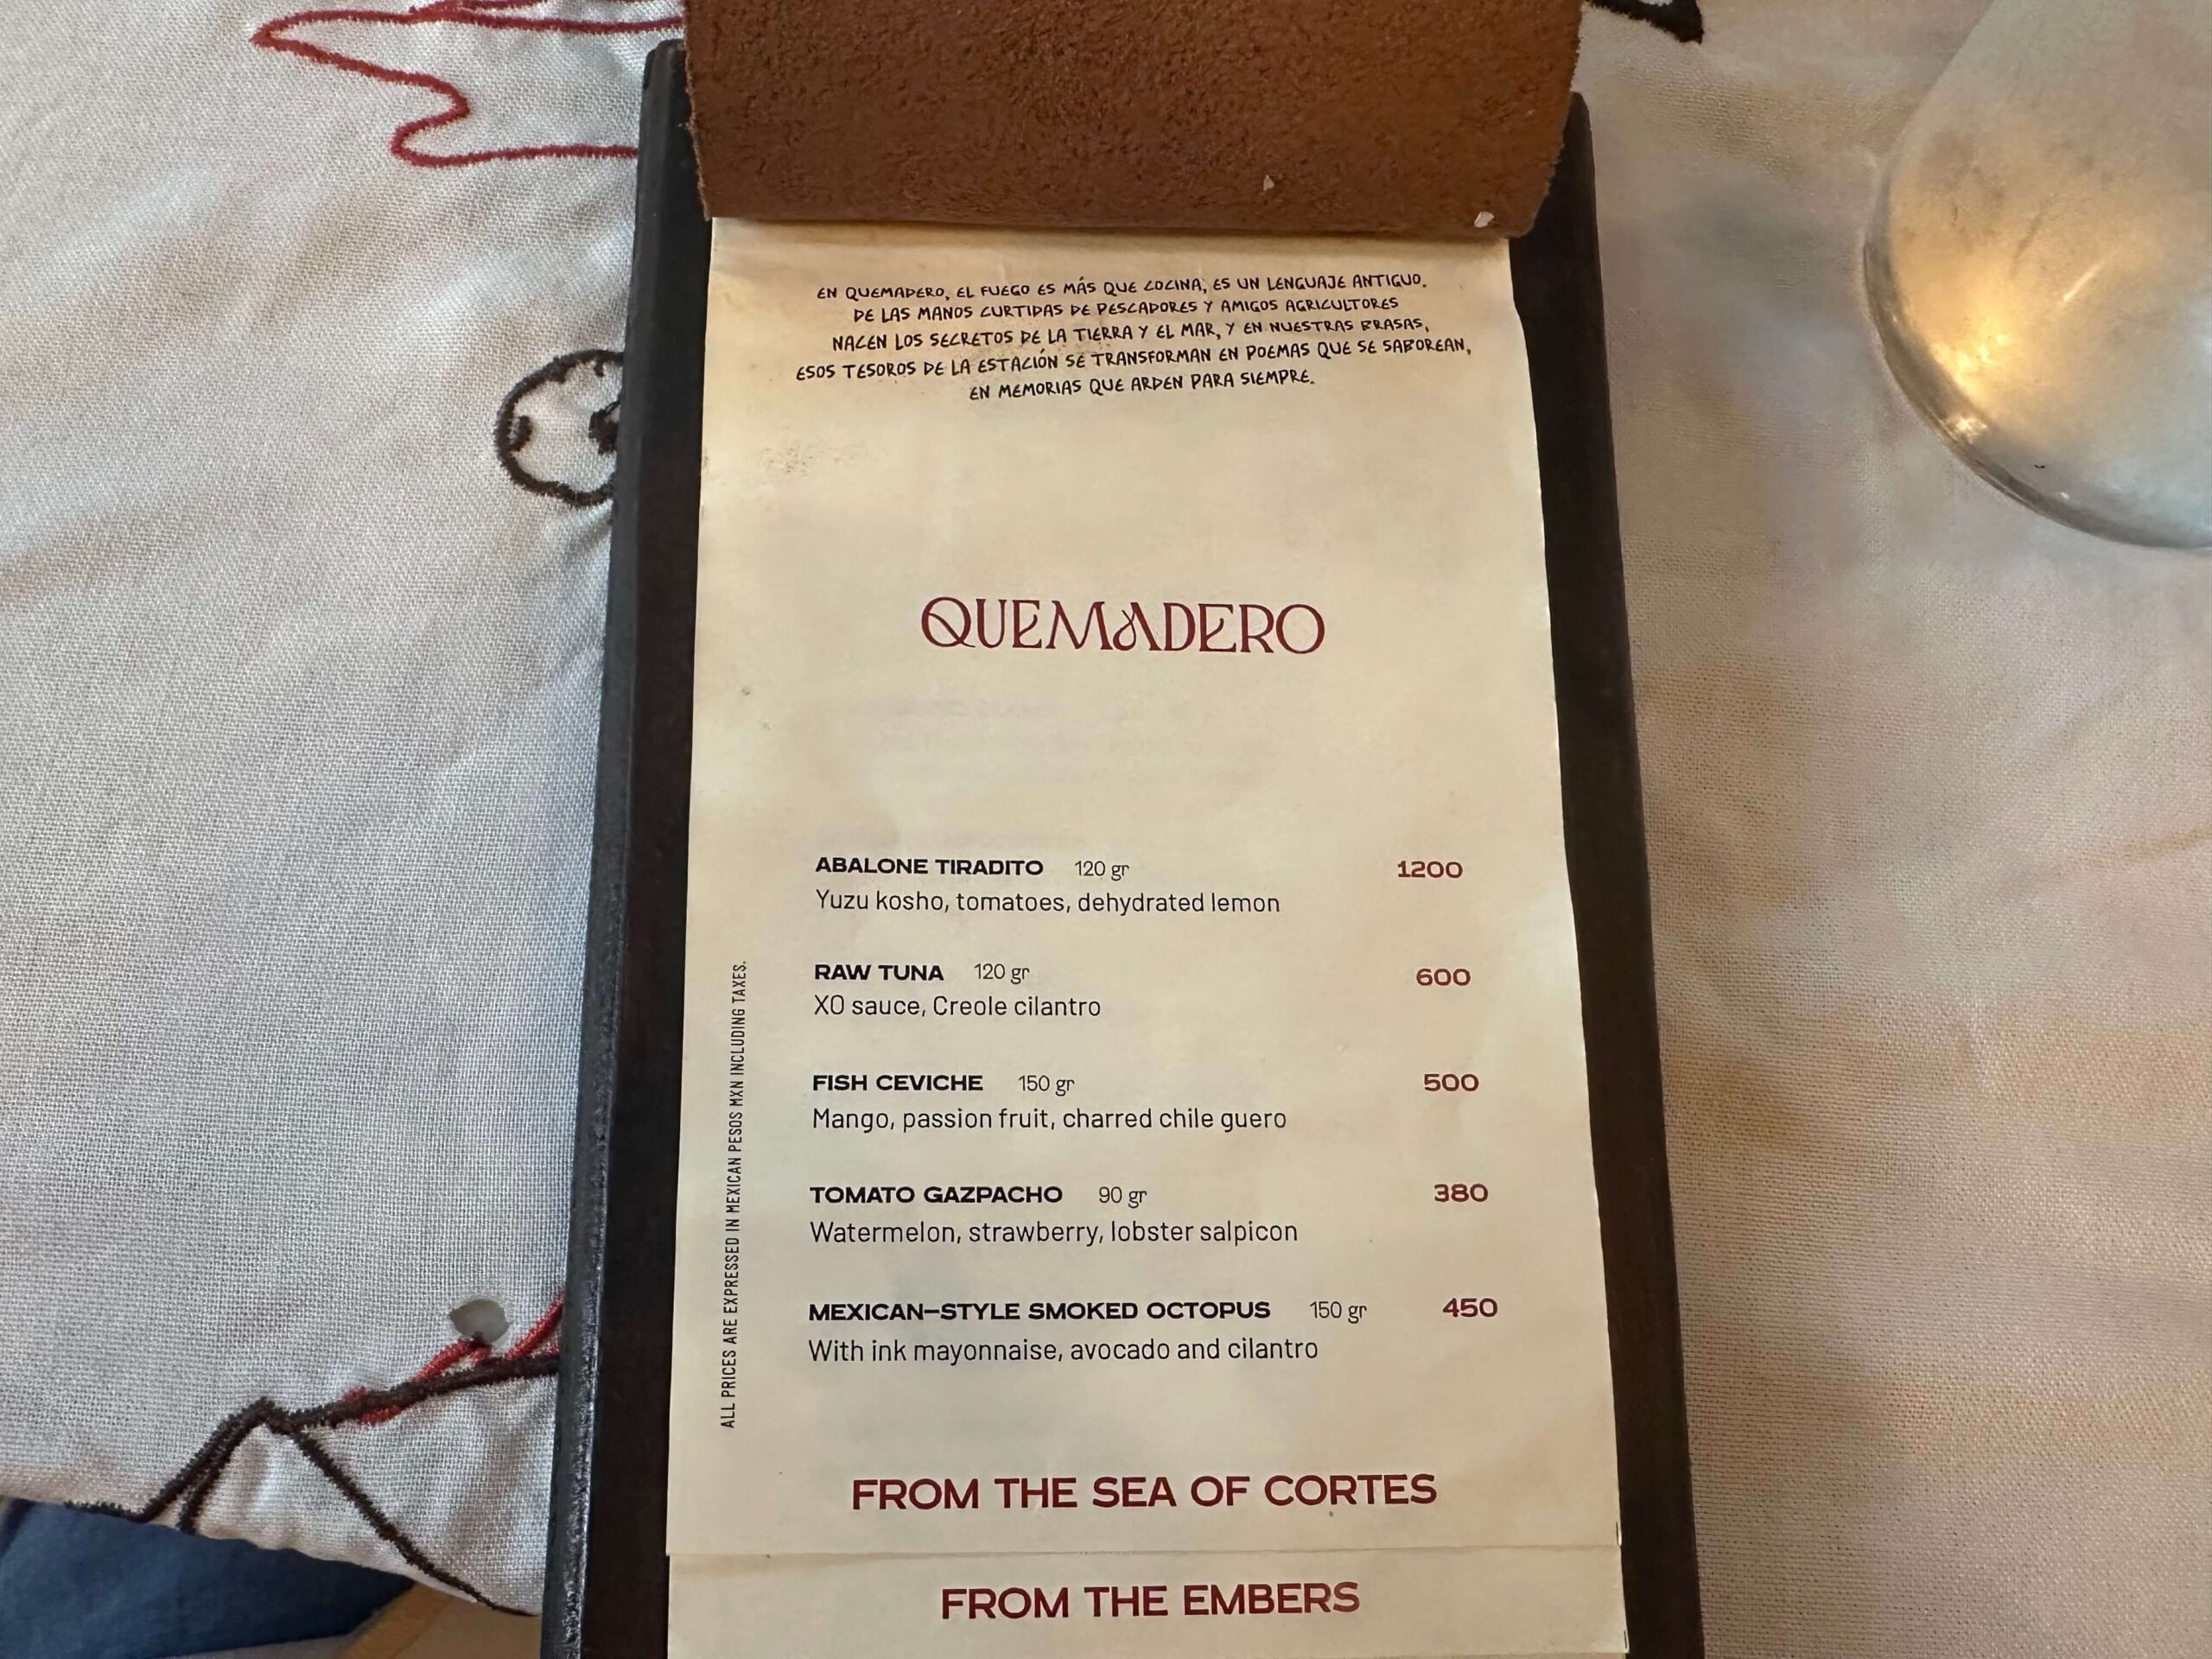 EN QUEMADERO, EL FUEGO ES MÁS QUE COCINA, ES UN LENGUAJE ANTIGUO.
DE LAS MANOS CURTIDAS DE PESCADORES Y AMIGOS AGRICULTORES
NACEN LOS SECRETOS DE LA TIERRA Y EL MAR, Y EN NUESTRAS BRASAS,
ESOS TESOROS DE LA ESTACIÓN SE TRANSFORMAN EN POEMAS QUE SE SABOREAN,
EN MEMORIAS QUE ARDEN PARA SIEMPRE.
QUEMADERO
ABALONE TIRADITO 120 gr 1200
Yuzu kosho, tomatoes, dehydrated lemon
RAW TUNA 120 gr 600
XO sauce, Creole cilantro
FISH CEVICHE 150 gr 500
Mango, passion fruit, charred chile guero
TOMATO GAZPACHO 90 gr 380
Watermelon, strawberry, lobster salpicon
MEXICAN-STYLE SMOKED OCTOPUS 150 gr 450
With ink mayonnaise, avocado and cilantro
ALL PRICES ARE EXPRESSED IN MEXICAN PESOS MXN INCLUDING TAXES.
FROM THE SEA OF CORTES
FROM THE EMBERS